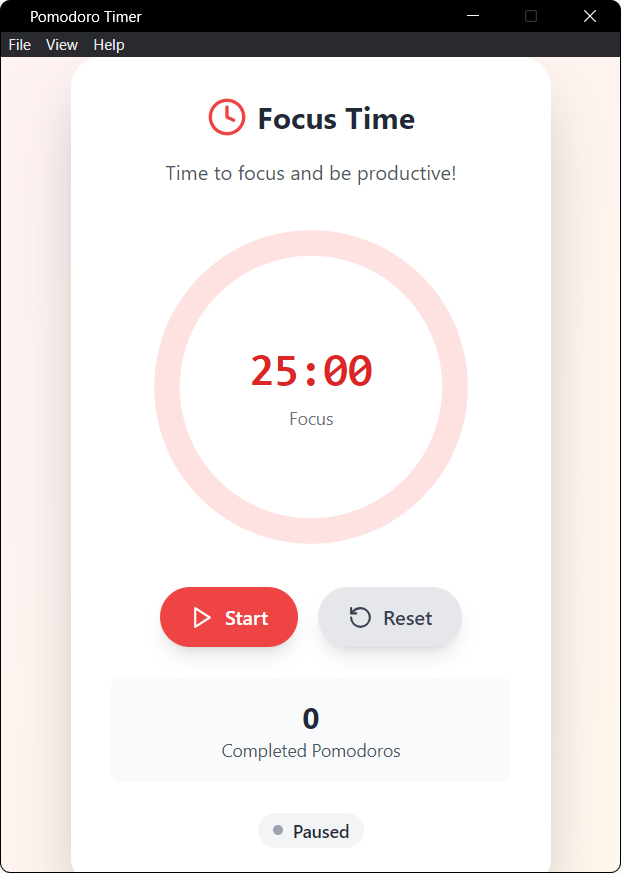 Pomodoro Timer
File View Help
Focus Time
Time to focus and be productive!
25:00
Focus
Start Reset
0
Completed Pomodoros
Paused